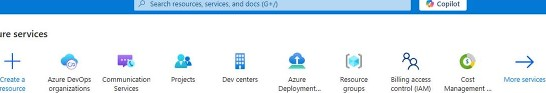 Search resources, services, and docs (G+/)
Copilot
ure services
Create a
resource
Azure DevOps
organizations
Communication
Services
Projects
Dev centers
Azure
Deployment...
Resource
groups
Billing access
control (IAM)
Cost
Management ...
More services